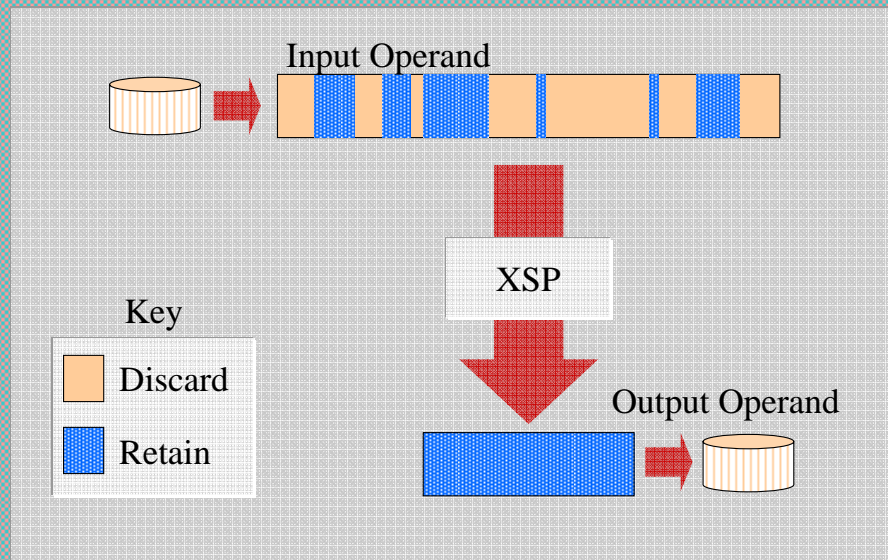 Input Operand
XSP
Key
Discard
Output Operand
Retain